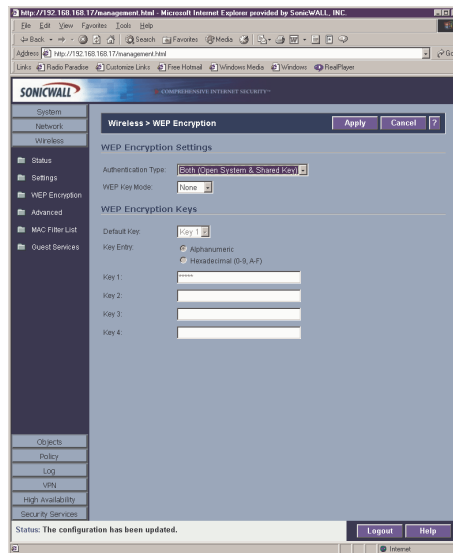 http://192.168.168.17/management.html - Microsoft Internet Explorer provided by SonicWALL, INC.
File Edit View Favorites Tools Help
Back Search Favorites Media
Address http://192.168.168.17/management.html
Links Radio Paradise Customize Links Free Hotmail Windows Media Windows RealPlayer
SONICWALL COMPREHENSIVE INTERNET SECURITY™
System
Network
Wireless
Status
Settings
WEP Encryption
Advanced
MAC Filter List
Guest Services
Objects
Policy
Log
VPN
High Availability
Security Services
Wireless > WEP Encryption Apply Cancel ?
WEP Encryption Settings
Authentication Type: Both (Open System & Shared Key)
WEP Key Mode: None
WEP Encryption Keys
Default Key: Key 1
Key Entry: Alphanumeric
Hexadecimal (0-9, A-F)
Key 1: *****
Key 2:
Key 3:
Key 4:
Status: The configuration has been updated. Logout Help
Internet